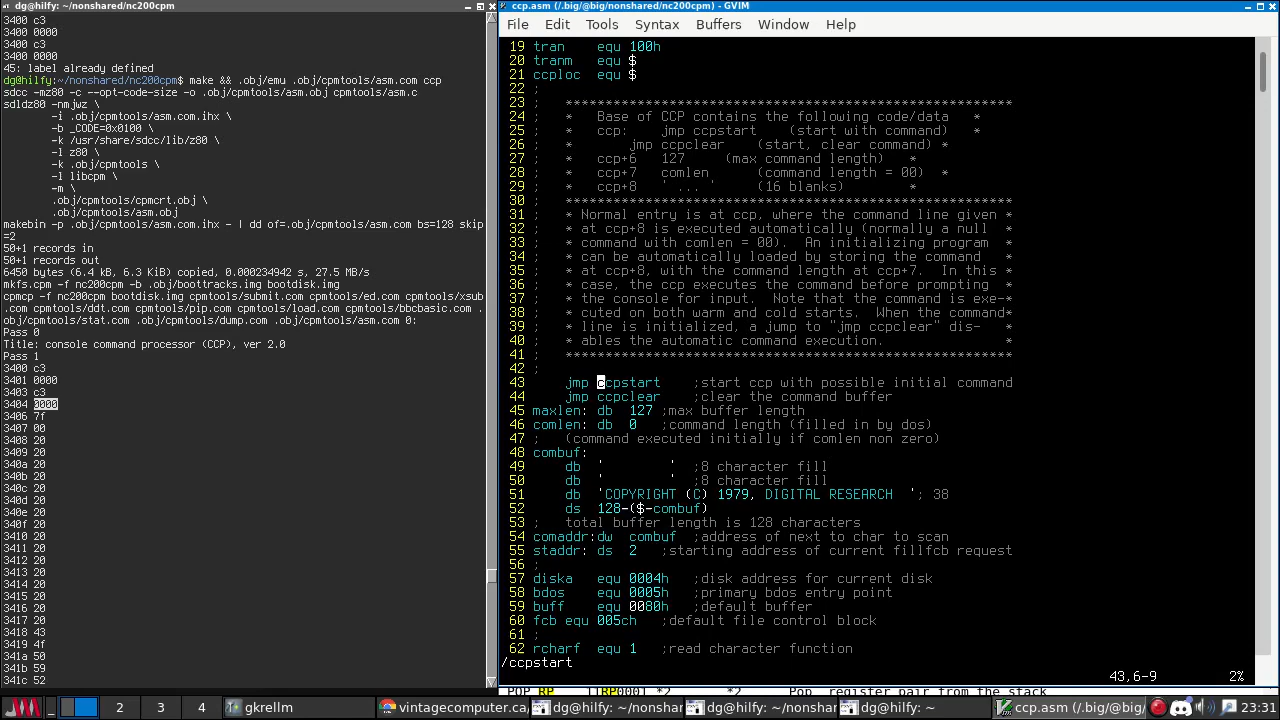 dg@hilfy: ~/nonshared/nc200cpm
3400 c3
3400 0000
3400 c3
3400 0000
45: label already defined
dg@hilfy:~/nonshared/nc200cpm$ make && .obj/emu .obj/cpmtools/asm.com ccp
sdcc -mz80 -c --opt-code-size -o .obj/cpmtools/asm.obj cpmtools/asm.c
sdldz80 -nmjwz \
-i .obj/cpmtools/asm.com.ihx \
-b _CODE=0x0100 \
-k /usr/share/sdcc/lib/z80 \
-l z80 \
-k .obj/cpmtools \
-l libcpm \
-m \
.obj/cpmtools/cpmcrt.obj \
.obj/cpmtools/asm.obj
makebin -p .obj/cpmtools/asm.com.ihx - | dd of=.obj/cpmtools/asm.com bs=128 skip
=2
50+1 records in
50+1 records out
6450 bytes (6.4 kB, 6.3 KiB) copied, 0.000234942 s, 27.5 MB/s
mkfs.cpm -f nc200cpm -b .obj/boottracks.img bootdisk.img
cpmcp -f nc200cpm bootdisk.img cpmtools/submit.com cpmtools/ed.com cpmtools/xsub
.com cpmtools/ddt.com cpmtools/pip.com cpmtools/load.com cpmtools/bbcbasic.com .
obj/cpmtools/stat.com .obj/cpmtools/dump.com .obj/cpmtools/asm.com 0:
Pass 0
Title: console command processor (CCP), ver 2.0
Pass 1
3400 c3
3401 0000
3403 c3
3404 0000
3406 7f
3407 00
3408 20
3409 20
340a 20
340b 20
340c 20
340d 20
340e 20
340f 20
3410 20
3411 20
3412 20
3413 20
3414 20
3415 20
3416 20
3417 20
3418 43
3419 4f
341a 50
341b 59
341c 52
ccp.asm (/.big/@big/nonshared/nc200cpm) - GVIM
File Edit Tools Syntax Buffers Window Help
19 tran equ 100h
20 tranm equ $
21 ccploc equ $
22 ;
23 ; ********************************************************
24 ; * Base of CCP contains the following code/data *
25 ; * ccp: jmp ccpstart (start with command) *
26 ; * jmp ccpclear (start, clear command) *
27 ; * ccp+6 127 (max command length) *
28 ; * ccp+7 comlen (command length = 00) *
29 ; * ccp+8 ' ... ' (16 blanks) *
30 ; ********************************************************
31 ; * Normal entry is at ccp, where the command line given *
32 ; * at ccp+8 is executed automatically (normally a null *
33 ; * command with comlen = 00). An initializing program *
34 ; * can be automatically loaded by storing the command *
35 ; * at ccp+8, with the command length at ccp+7. In this *
36 ; * case, the ccp executes the command before prompting *
37 ; * the console for input. Note that the command is exe-*
38 ; * cuted on both warm and cold starts. When the command*
39 ; * line is initialized, a jump to "jmp ccpclear" dis- *
40 ; * ables the automatic command execution. *
41 ; ********************************************************
42 ;
43 jmp ccpstart ;start ccp with possible initial command
44 jmp ccpclear ;clear the command buffer
45 maxlen: db 127 ;max buffer length
46 comlen: db 0 ;command length (filled in by dos)
47 ; (command executed initially if comlen non zero)
48 combuf:
49 db ' ' ;8 character fill
50 db ' ' ;8 character fill
51 db 'COPYRIGHT (C) 1979, DIGITAL RESEARCH '; 38
52 ds 128-($-combuf)
53 ; total buffer length is 128 characters
54 comaddr:dw combuf ;address of next to char to scan
55 staddr: ds 2 ;starting address of current fillfcb request
56 ;
57 diska equ 0004h ;disk address for current disk
58 bdos equ 0005h ;primary bdos entry point
59 buff equ 0080h ;default buffer
60 fcb equ 005ch ;default file control block
61 ;
62 rcharf equ 1 ;read character function
/ccpstart
43,6-9 2%
POP RP 11RP0001 *2 *2 Pop register pair from the stack
2 3 4 gkrellm vintagecomputer.ca dg@hilfy: ~/nonshar dg@hilfy: ~/nonshar dg@hilfy: ~ ccp.asm (/.big/@big/ 23:31